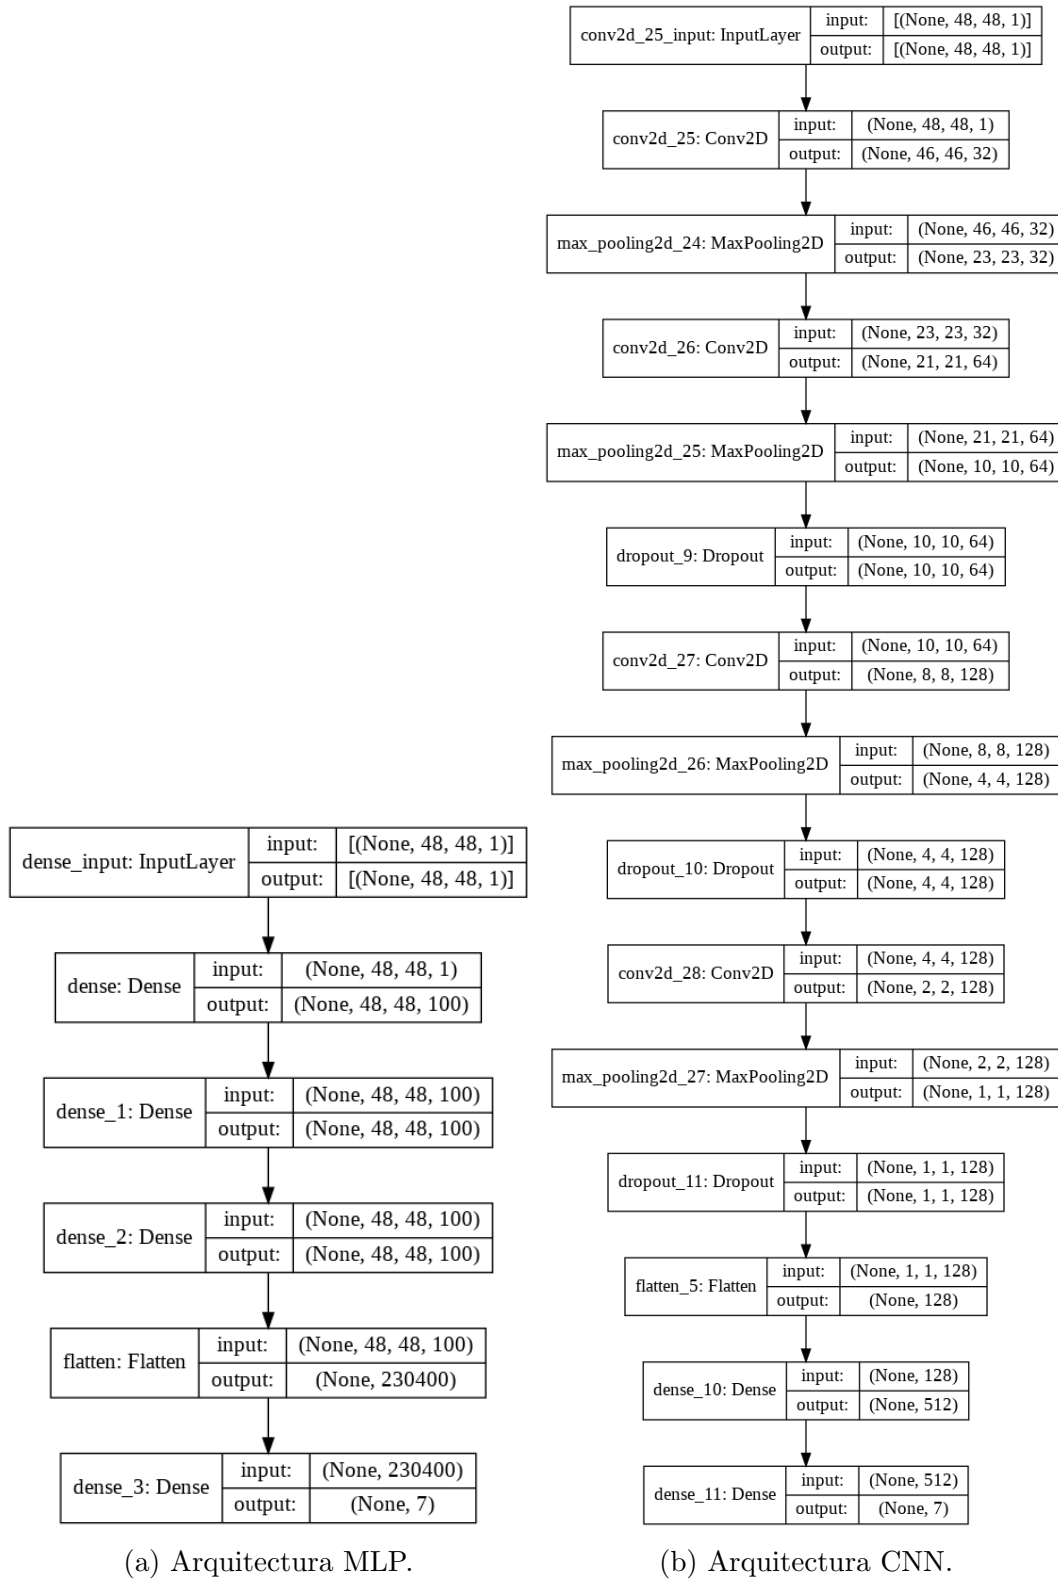 dense_input: InputLayer
input: [(None, 48, 48, 1)]
output: [(None, 48, 48, 1)]
dense: Dense
input: (None, 48, 48, 1)
output: (None, 48, 48, 100)
dense_1: Dense
input: (None, 48, 48, 100)
output: (None, 48, 48, 100)
dense_2: Dense
input: (None, 48, 48, 100)
output: (None, 48, 48, 100)
flatten: Flatten
input: (None, 48, 48, 100)
output: (None, 230400)
dense_3: Dense
input: (None, 230400)
output: (None, 7)
(a) Arquitectura MLP.
conv2d_25_input: InputLayer
input: [(None, 48, 48, 1)]
output: [(None, 48, 48, 1)]
conv2d_25: Conv2D
input: (None, 48, 48, 1)
output: (None, 46, 46, 32)
max_pooling2d_24: MaxPooling2D
input: (None, 46, 46, 32)
output: (None, 23, 23, 32)
conv2d_26: Conv2D
input: (None, 23, 23, 32)
output: (None, 21, 21, 64)
max_pooling2d_25: MaxPooling2D
input: (None, 21, 21, 64)
output: (None, 10, 10, 64)
dropout_9: Dropout
input: (None, 10, 10, 64)
output: (None, 10, 10, 64)
conv2d_27: Conv2D
input: (None, 10, 10, 64)
output: (None, 8, 8, 128)
max_pooling2d_26: MaxPooling2D
input: (None, 8, 8, 128)
output: (None, 4, 4, 128)
dropout_10: Dropout
input: (None, 4, 4, 128)
output: (None, 4, 4, 128)
conv2d_28: Conv2D
input: (None, 4, 4, 128)
output: (None, 2, 2, 128)
max_pooling2d_27: MaxPooling2D
input: (None, 2, 2, 128)
output: (None, 1, 1, 128)
dropout_11: Dropout
input: (None, 1, 1, 128)
output: (None, 1, 1, 128)
flatten_5: Flatten
input: (None, 1, 1, 128)
output: (None, 128)
dense_10: Dense
input: (None, 128)
output: (None, 512)
dense_11: Dense
input: (None, 512)
output: (None, 7)
(b) Arquitectura CNN.